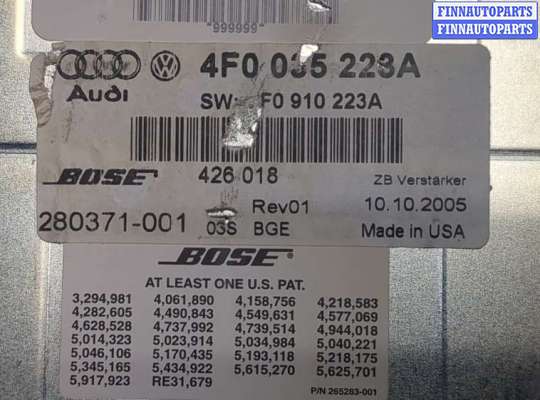 FINNAUTOPARTS
FINNAUTOPARTS
*666666*
4F0 035 223A
Audi
SW: F0 910 223A
BOSE 426 018 ZB Verstärker
280371-001 Rev01 10.10.2005
03S BGE Made in USA
BOSE
AT LEAST ONE U.S. PAT.
3,294,981 4,061,890 4,158,756 4,218,583
4,282,605 4,490,843 4,549,631 4,577,069
4,628,528 4,737,992 4,739,514 4,944,018
5,014,323 5,023,914 5,034,984 5,040,221
5,046,106 5,170,435 5,193,118 5,218,175
5,345,165 5,434,922 5,615,270 5,625,701
5,917,923 RE31,679
P/N 265283-001